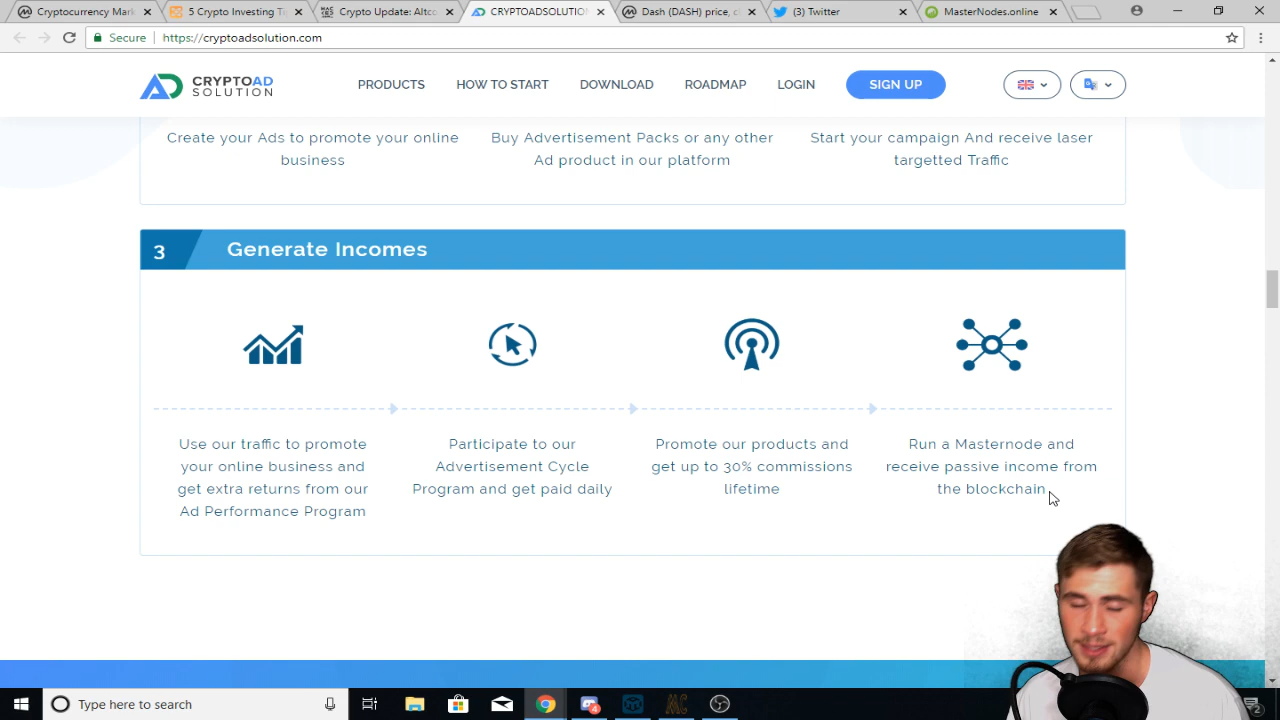 Cryptocurrency Mark
5 Crypto Investing T
Crypto Update: Altco
CRYPTOADSOLUTION
Dash (DASH) price, c
(3) Twitter
MasterNodes.online
Secure
https://cryptoadsolution.com
CRYPTOAD
SOLUTION
PRODUCTS
HOW TO START
DOWNLOAD
ROADMAP
LOGIN
SIGN UP
Create your Ads to promote your online
business
Buy Advertisement Packs or any other
Ad product in our platform
Start your campaign And receive laser
targetted Traffic
3
Generate Incomes
Use our traffic to promote
your online business and
get extra returns from our
Ad Performance Program
Participate to our
Advertisement Cycle
Program and get paid daily
Promote our products and
get up to 30% commissions
lifetime
Run a Masternode and
receive passive income from
the blockchain
Type here to search
4
2